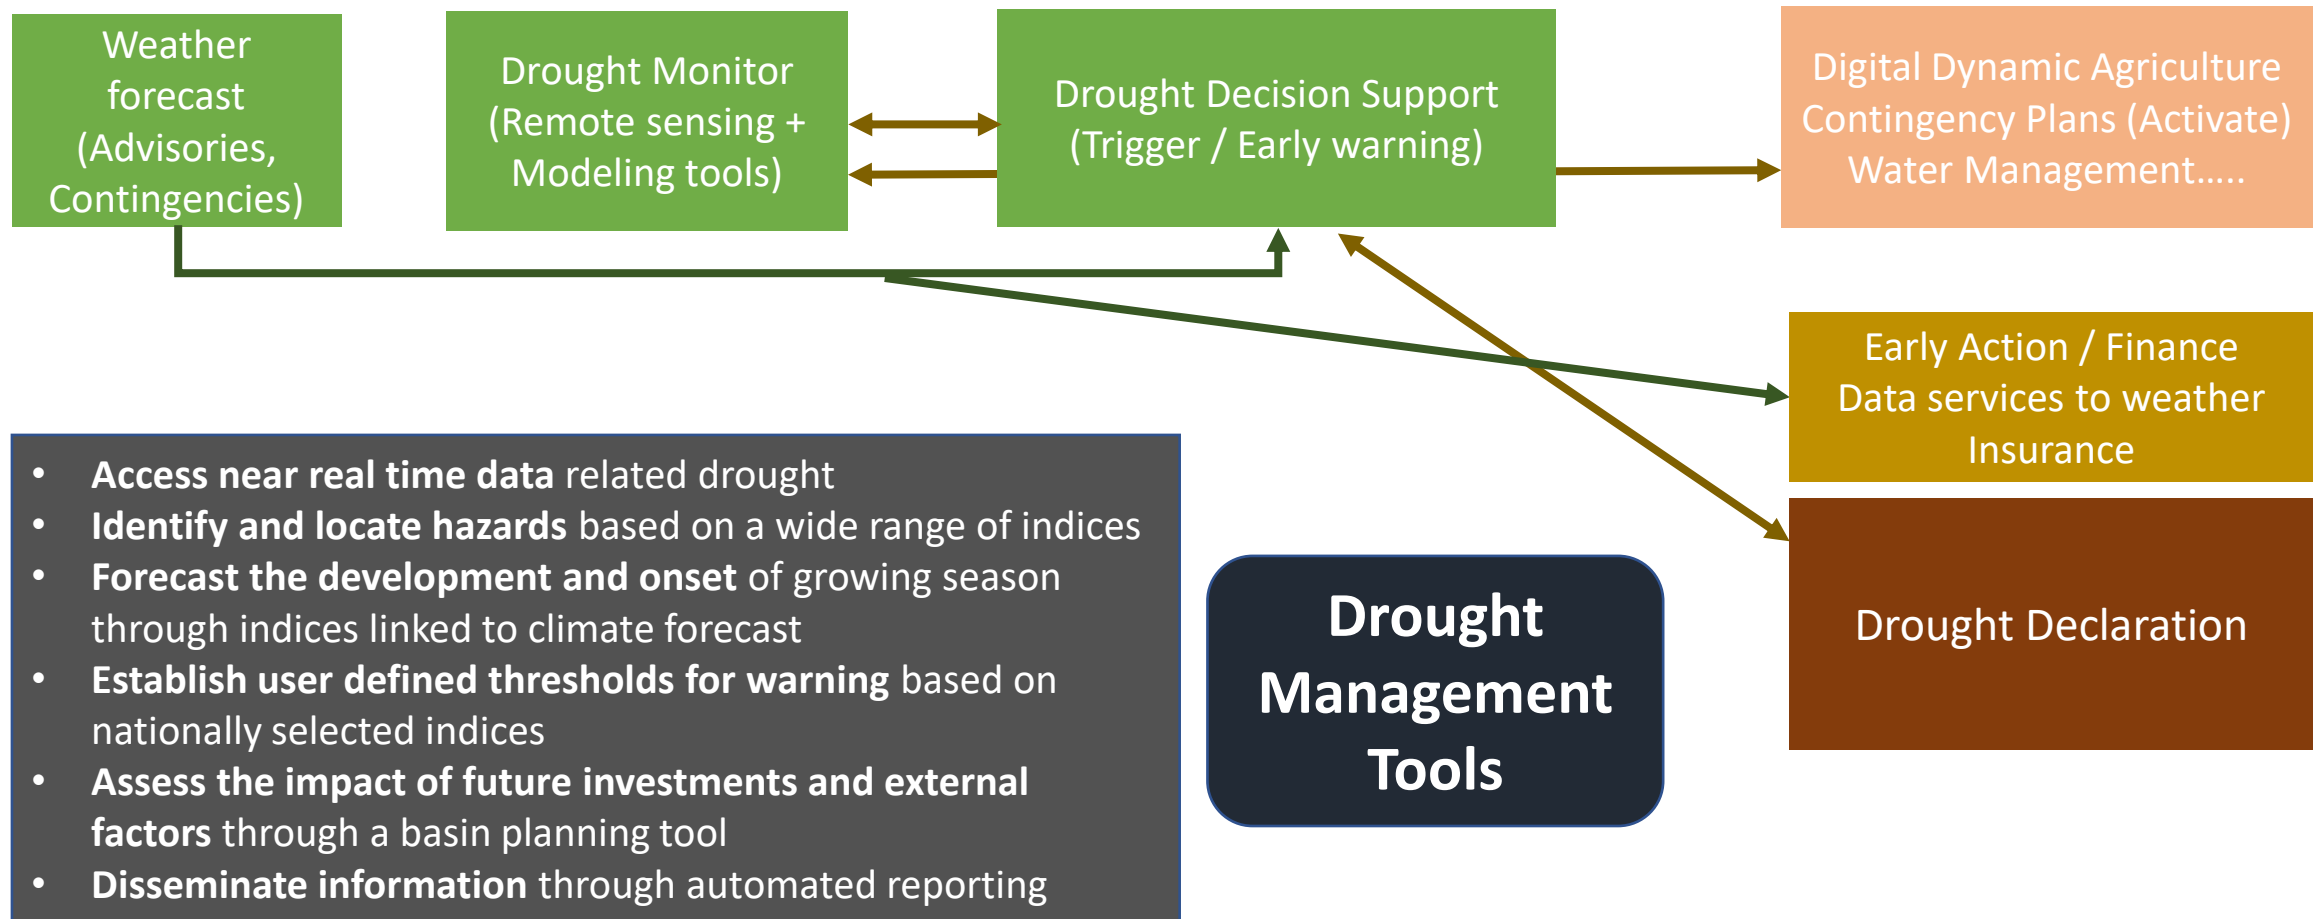 Weather
forecast
(Advisories,
Contingencies)
Drought Monitor
(Remote sensing +
Modeling tools)
Drought Decision Support
(Trigger / Early warning)
Digital Dynamic Agriculture
Contingency Plans (Activate)
Water Management.....
Early Action / Finance
Data services to weather
Insurance
Drought Declaration
• Access near real time data related drought
• Identify and locate hazards based on a wide range of indices
• Forecast the development and onset of growing season
through indices linked to climate forecast
• Establish user defined thresholds for warning based on
nationally selected indices
• Assess the impact of future investments and external
factors through a basin planning tool
• Disseminate information through automated reporting
Drought
Management
Tools